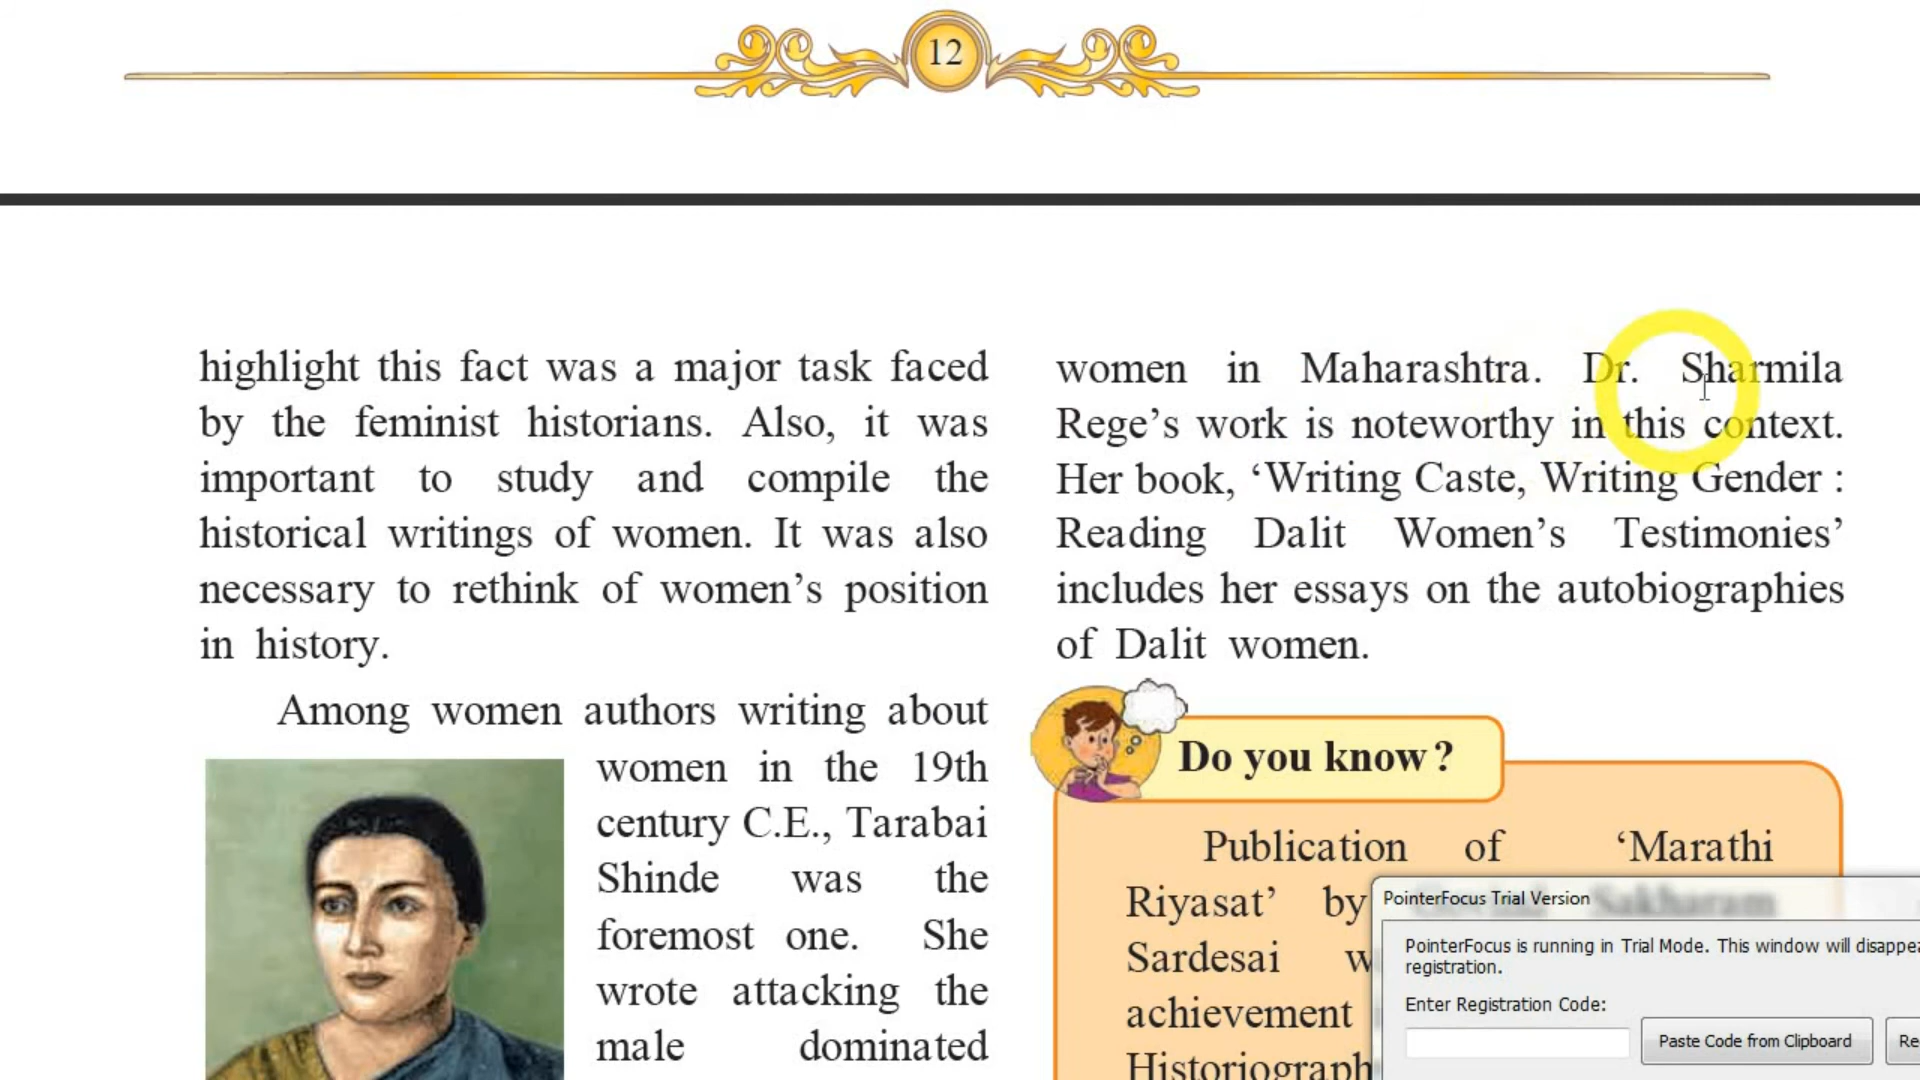 12
highlight this fact was a major task faced
by the feminist historians. Also, it was
important to study and compile the
historical writings of women. It was also
necessary to rethink of women's position
in history.
Among women authors writing about
women in the 19th
century C.E., Tarabai
Shinde was the
foremost one. She
wrote attacking the
male dominated
women in Maharashtra. Dr. Sharmila
Rege's work is noteworthy in this context.
Her book, 'Writing Caste, Writing Gender :
Reading Dalit Women's Testimonies'
includes her essays on the autobiographies
of Dalit women.
Do you know?
Publication of 'Marathi
Riyasat' by Sakharam
Sardesai w
achievement
Historiograph
PointerFocus Trial Version
PointerFocus is running in Trial Mode. This window will disappea
registration.
Enter Registration Code:
Paste Code from Clipboard
Re